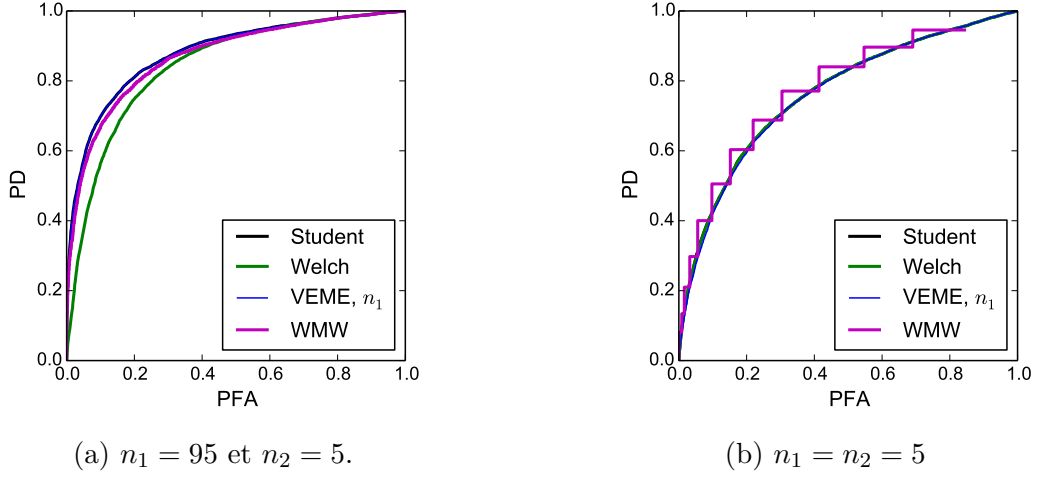 1.0
0.8
0.6
0.4
0.2
0.0
PD
0.0 0.2 0.4 0.6 0.8 1.0
PFA
Student
Welch
VEME, n₁
WMW
(a) n₁ = 95 et n₂ = 5.
1.0
0.8
0.6
0.4
0.2
0.0
PD
0.0 0.2 0.4 0.6 0.8 1.0
PFA
Student
Welch
VEME, n₁
WMW
(b) n₁ = n₂ = 5